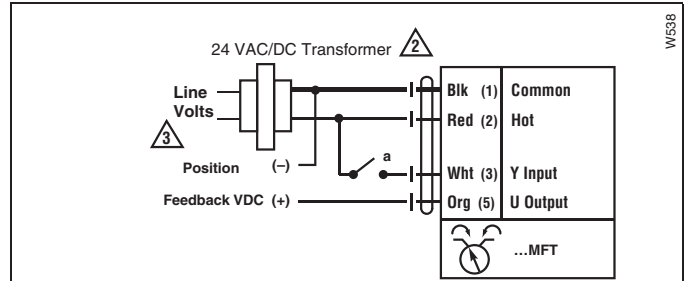 W538
24 VAC/DC Transformer 2
Line Volts
3
Position (–)
Feedback VDC (+)
a
Blk (1) Common
Red (2) Hot
Wht (3) Y Input
Org (5) U Output
...MFT